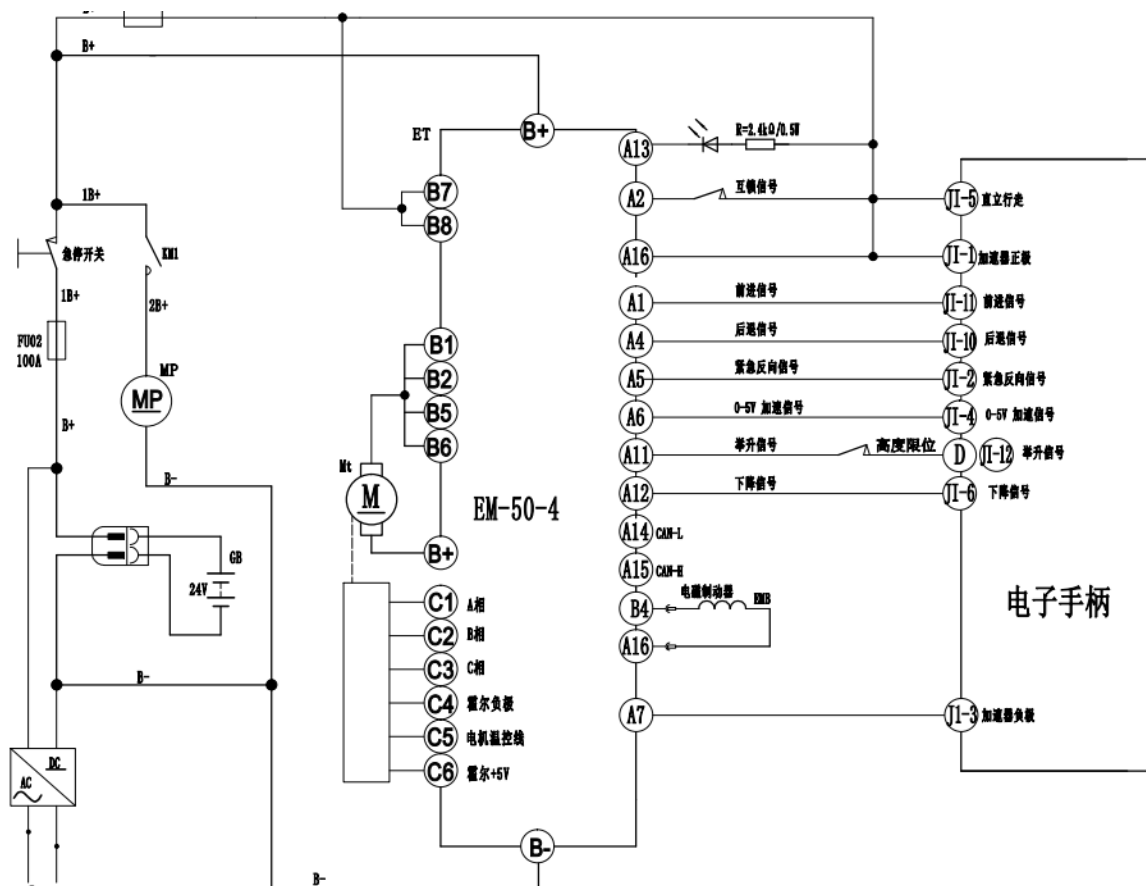 B+
B+
ET
B+
A13
R=2.4kΩ/0.5W
B7
B8
A2
互锁信号
JI-5
直立行走
1B+
急停开关
KM1
A16
JI-1
加速器正极
1B+
2B+
A1
前进信号
JI-11
前进信号
FU02
100A
B1
A4
后退信号
JI-10
后退信号
MP
MP
B2
A5
紧急反向信号
JI-2
紧急反向信号
B5
A6
0-5V 加速信号
JI-4
0-5V 加速信号
B+
B6
A11
举升信号
高度限位
D
JI-12
举升信号
B-
Mt
M
EM-50-4
A12
下降信号
JI-6
下降信号
A14
CAN-L
GB
24V
B+
A15
CAN-H
C1
A相
B4
电磁制动器
EMB
电子手柄
C2
B相
A16
C3
C相
B-
C4
霍尔负极
A7
J1-3
加速器负极
C5
电机温控线
DC
AC
C6
霍尔+5V
B-
B-